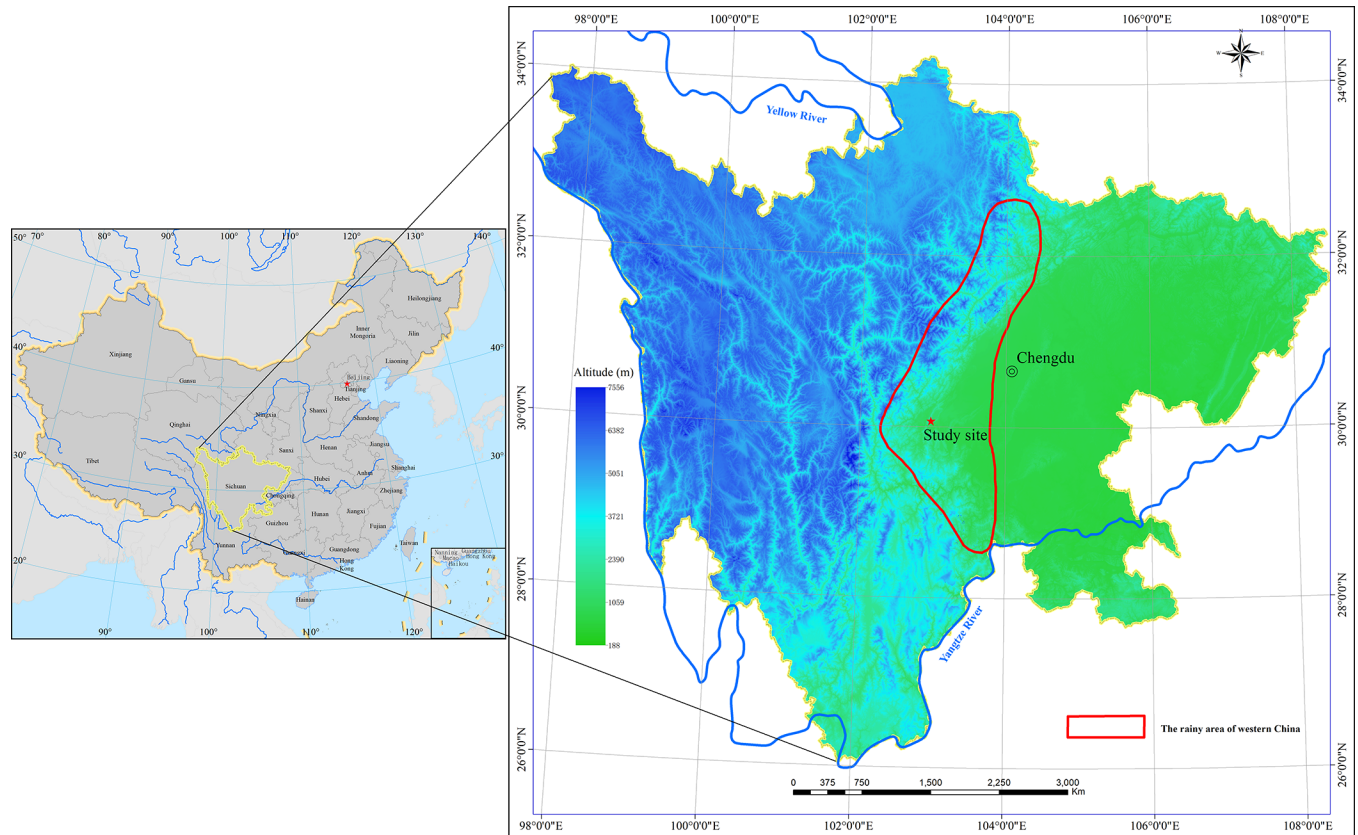 98°0'0"E 100°0'0"E 102°0'0"E 104°0'0"E 106°0'0"E 108°0'0"E
34°0'0"N
32°0'0"N
30°0'0"N
28°0'0"N
26°0'0"N
34°0'0"N
32°0'0"N
30°0'0"N
28°0'0"N
26°0'0"N
98°0'0"E 100°0'0"E 102°0'0"E 104°0'0"E 106°0'0"E 108°0'0"E
N
W E
S
Yellow River
Chengdu
Study site
Yangtze River
Altitude (m)
7556
6382
5051
3721
2390
1059
188
The rainy area of western China
0 375 750 1,500 2,250 3,000
Km
50° 70° 80° 90° 100° 110° 120° 130° 140°
40°
30°
20°
40°
30°
90° 100° 110° 120°
Heilongjiang
Jilin
Inner
Mongoria
Liaoning
Xinjiang
Beijing
Tianjing
Gansu
Hebei
Shanxi
Ningxia
Shandong
Qinghai
Sanxi
Henan
Jiangsu
Tibet
Anhui
Shanghai
Hubei
Sichuan
Chongqing
Zhejiang
Hunan
Jiangxi
Guizhou
Fujian
Yunnan
Guangdong
Taiwan
Hong
Kong
Hainan
Hong Kong
Macao
Haikou